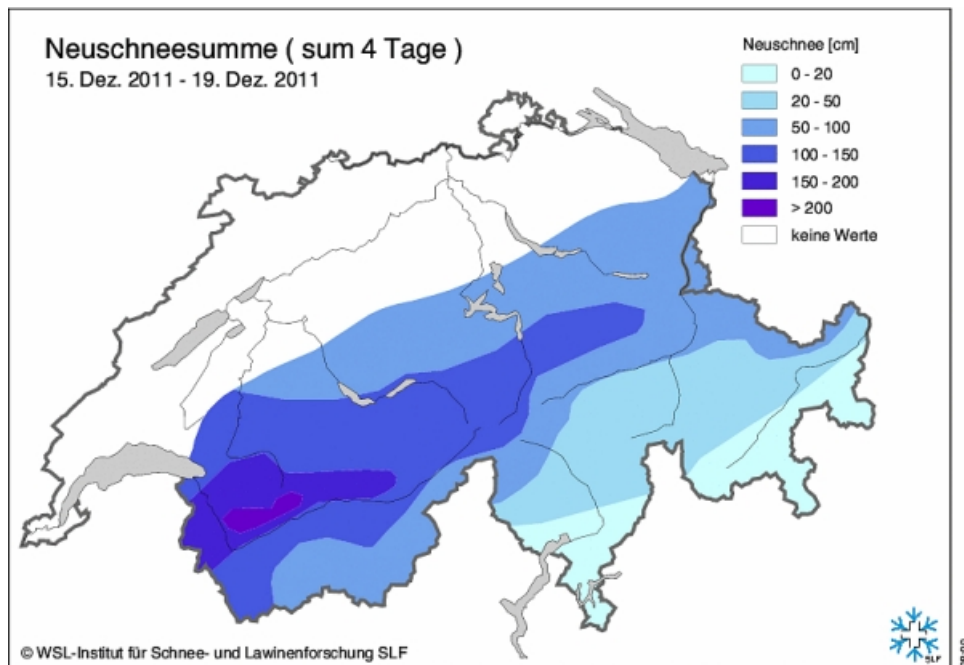 Neuschneesumme ( sum 4 Tage )
15. Dez. 2011 - 19. Dez. 2011
Neuschnee [cm]
0 - 20
20 - 50
50 - 100
100 - 150
150 - 200
> 200
keine Werte
© WSL-Institut für Schnee- und Lawinenforschung SLF
SLF